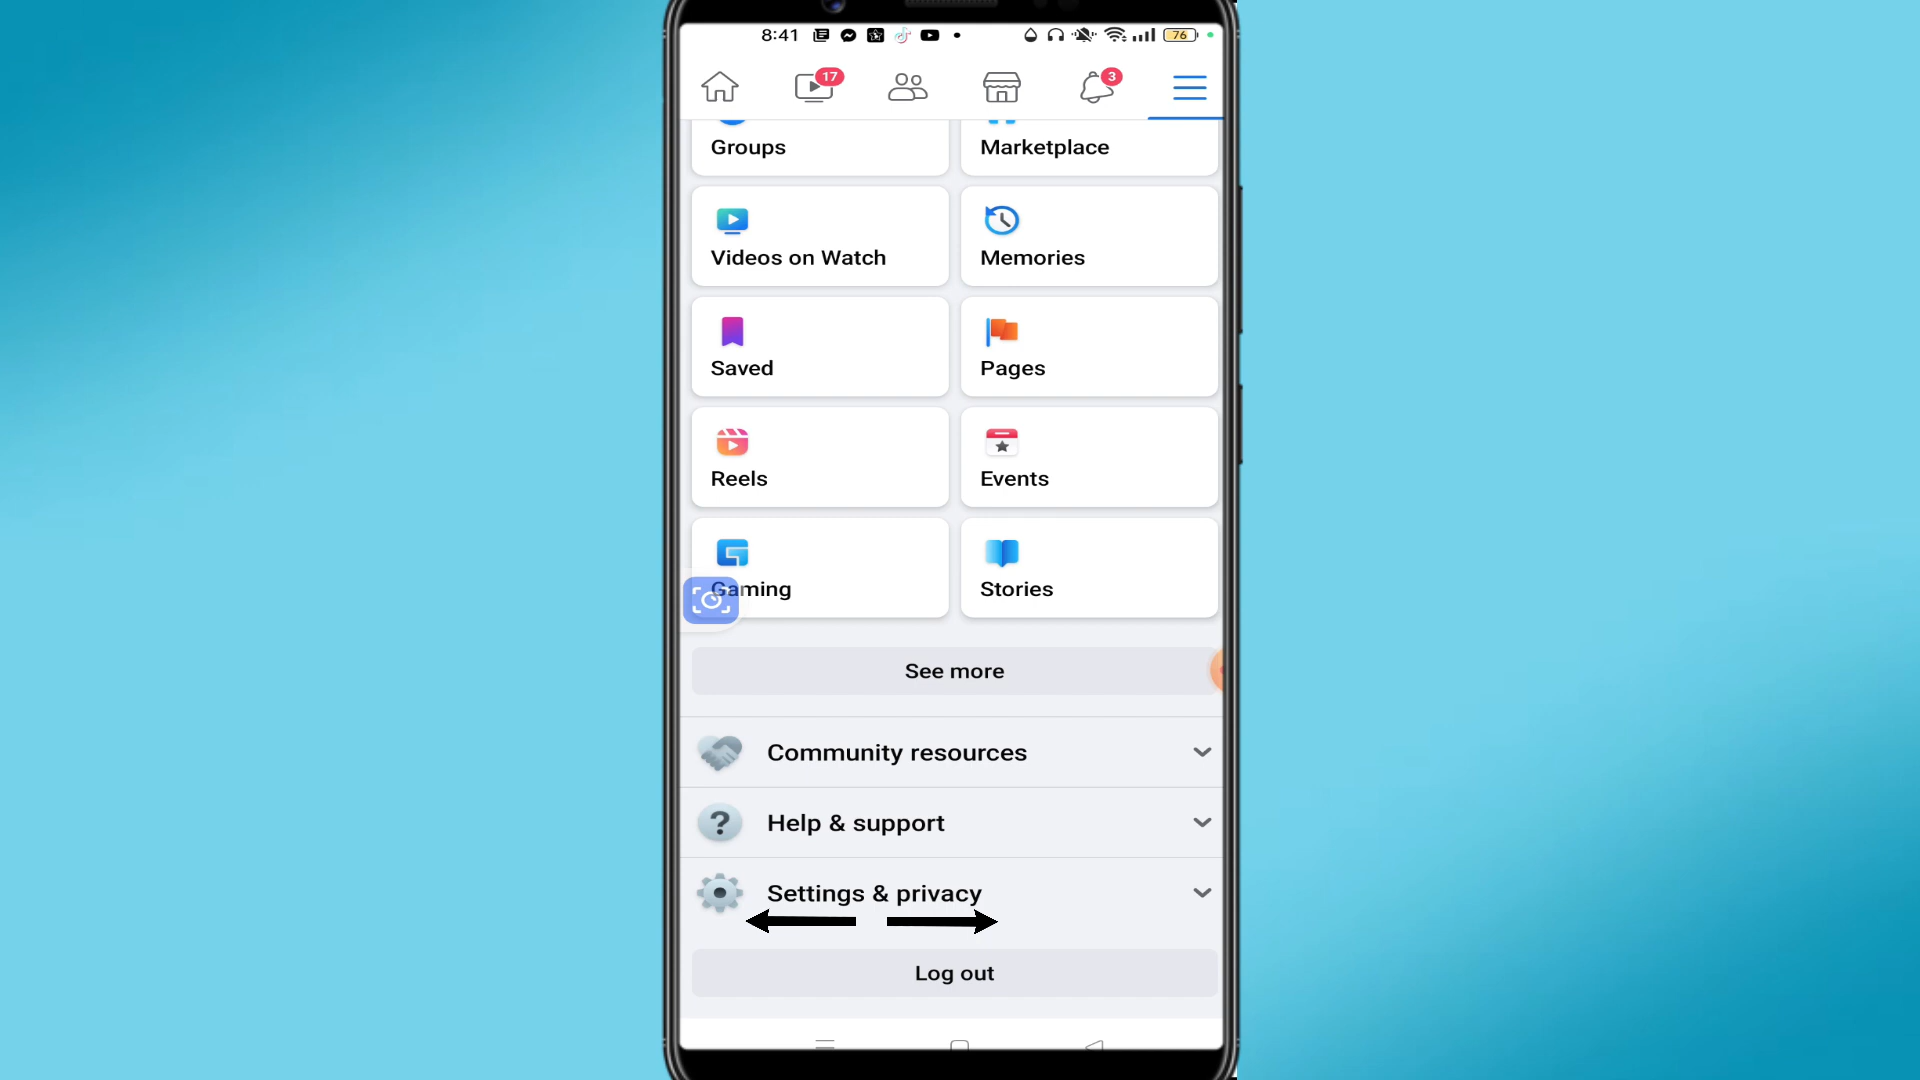 8:41 76
17 3
Groups Marketplace
Videos on Watch Memories
Saved Pages
Reels Events
Gaming Stories
See more
Community resources
? Help & support
Settings & privacy
Log out